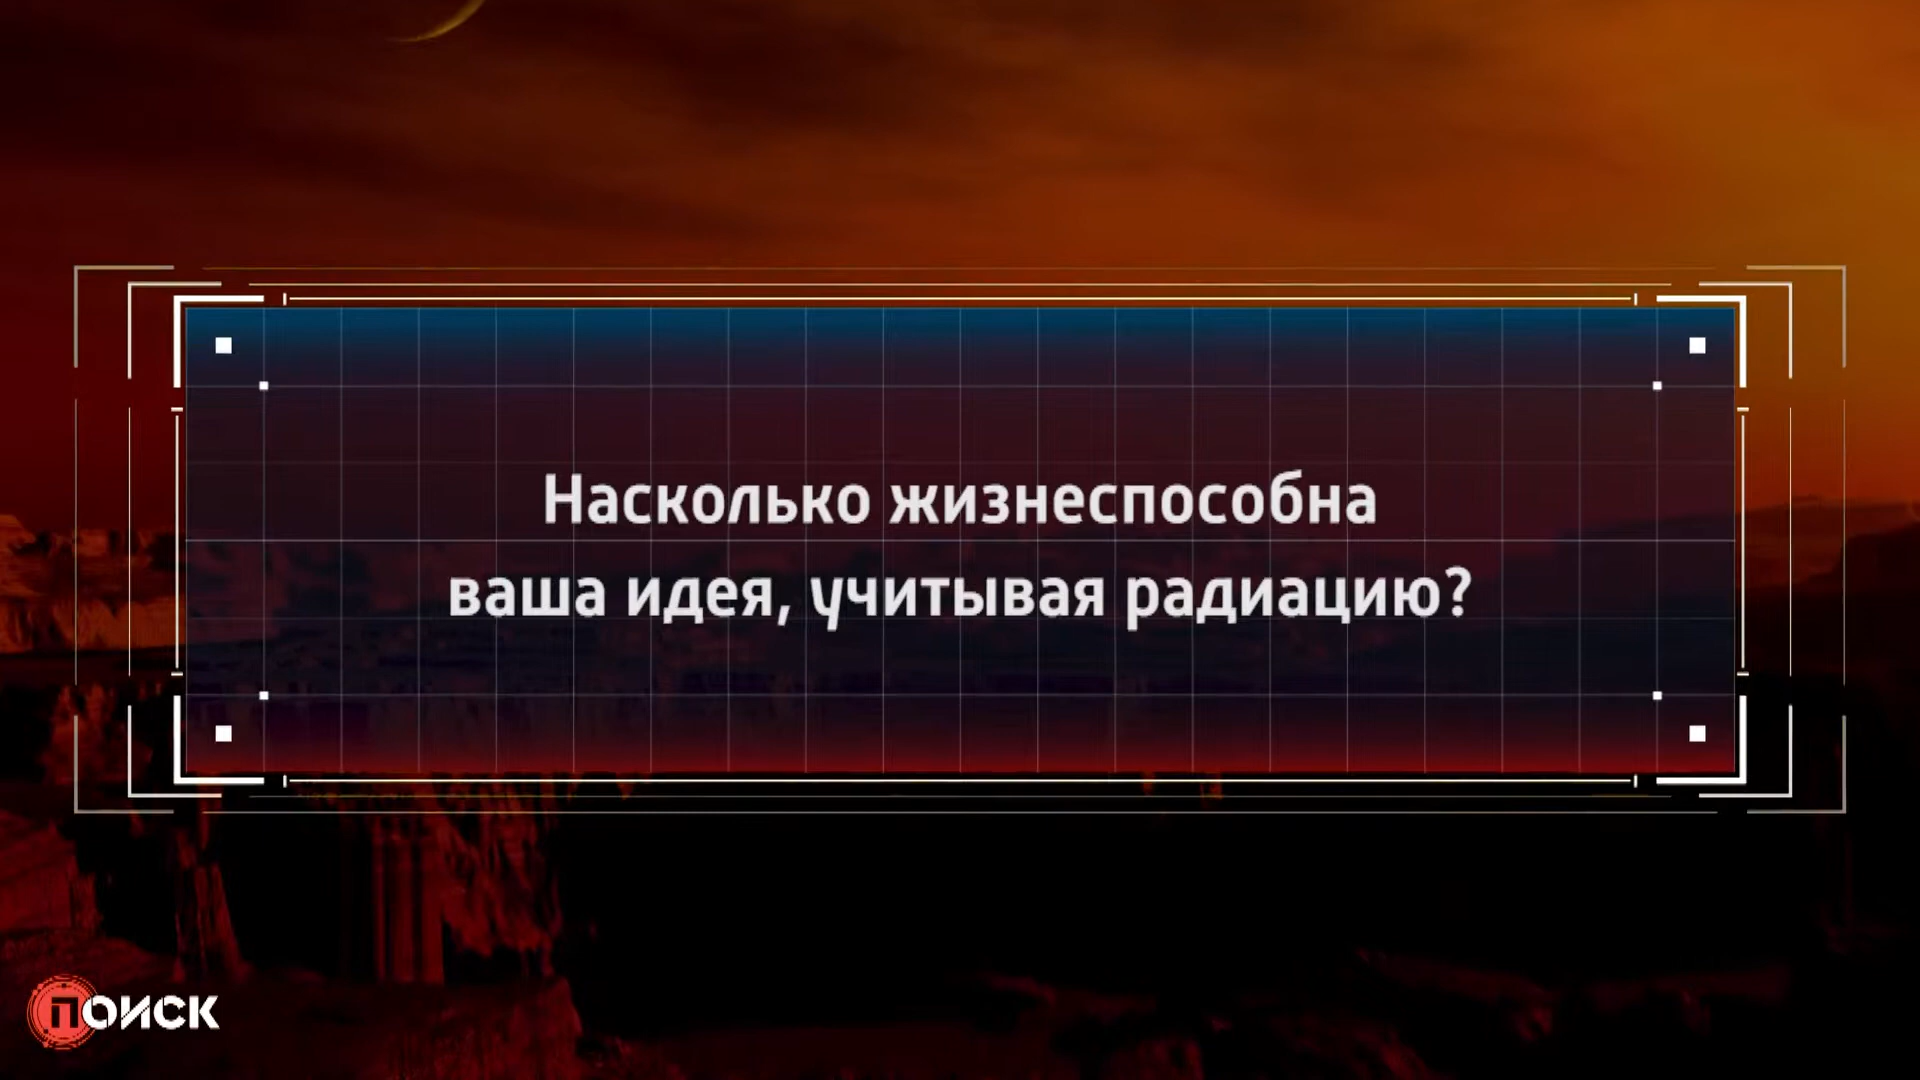 Насколько жизнеспособна
ваша идея, учитывая радиацию?
ПОИСК